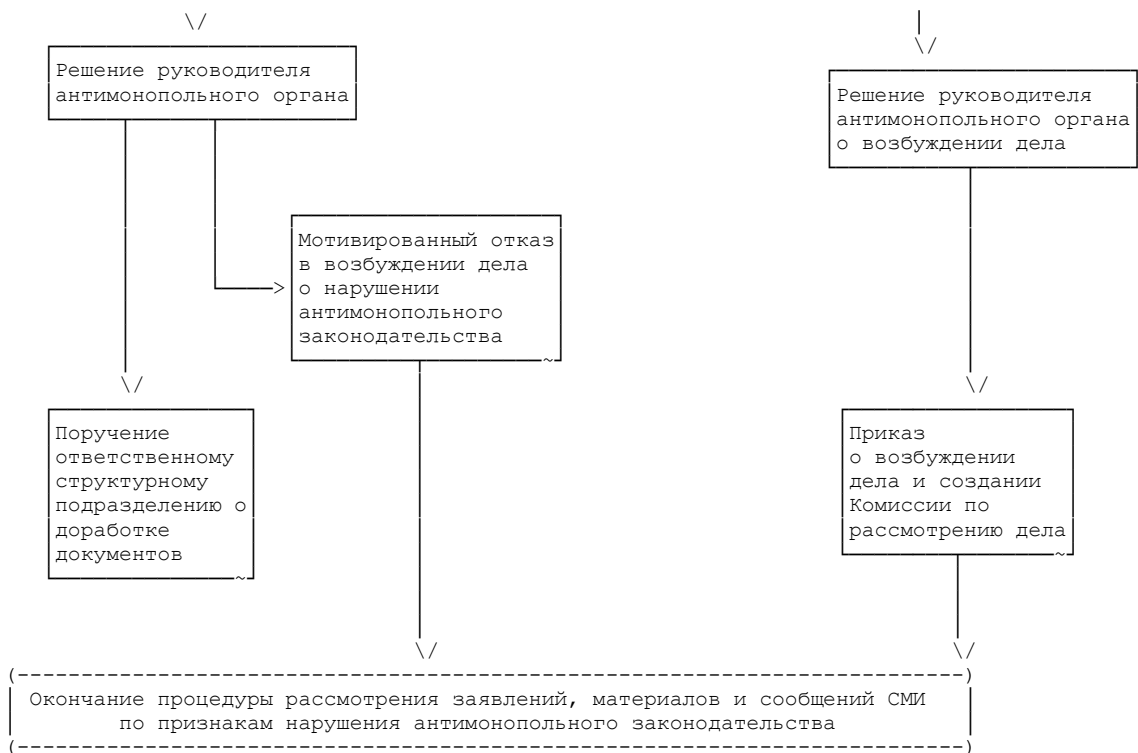 Решение руководителя
антимонопольного органа
Решение руководителя
антимонопольного органа
о возбуждении дела
Мотивированный отказ
в возбуждении дела
о нарушении
антимонопольного
законодательства
Поручение
ответственному
структурному
подразделению о
доработке
документов
Приказ
о возбуждении
дела и создании
Комиссии по
рассмотрению дела
Окончание процедуры рассмотрения заявлений, материалов и сообщений СМИ
по признакам нарушения антимонопольного законодательства